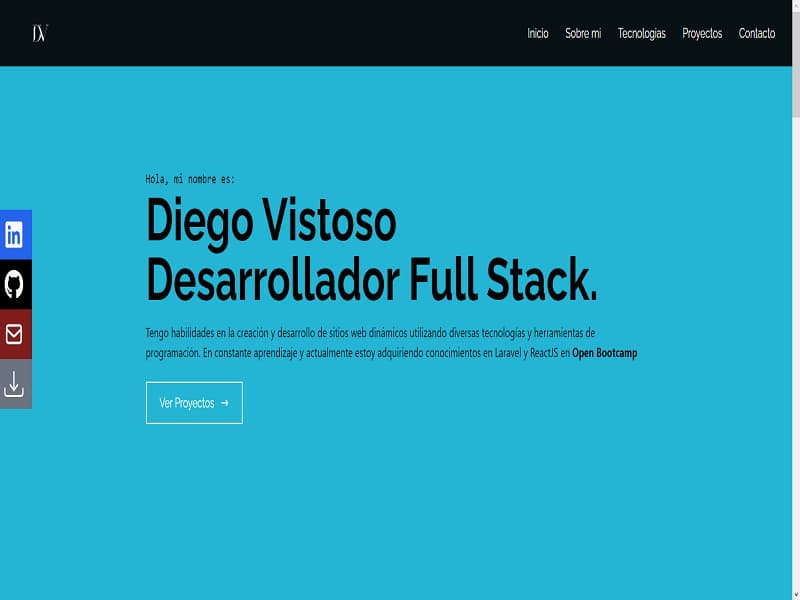 DV
Inicio Sobre mi Tecnologias Proyectos Contacto
Hola, mi nombre es:
Diego Vistoso
Desarrollador Full Stack.
Tengo habilidades en la creación y desarrollo de sitios web dinámicos utilizando diversas tecnologías y herramientas de
programación. En constante aprendizaje y actualmente estoy adquiriendo conocimientos en Laravel y ReactJS en Open Bootcamp
Ver Proyectos →
in